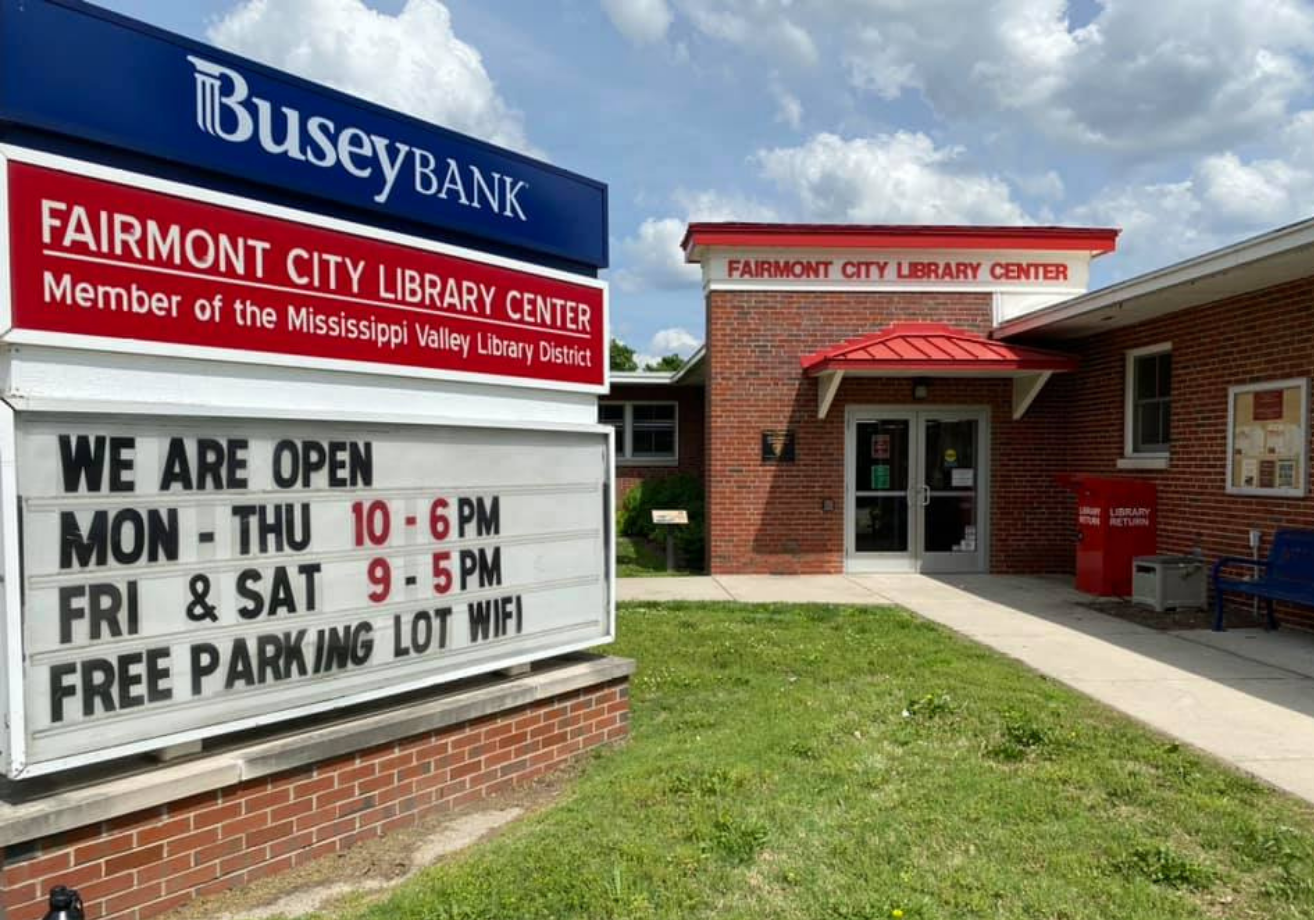 BUSEYBANK
FAIRMONT CITY LIBRARY CENTER
Member of the Mississippi Valley Library District
WE ARE OPEN
MON - THU 10 - 6 PM
FRI & SAT 9 - 5 PM
FREE PARKING LOT WIFI
FAIRMONT CITY LIBRARY CENTER
LIBRARY
RETURN
LIBRARY
RETURN